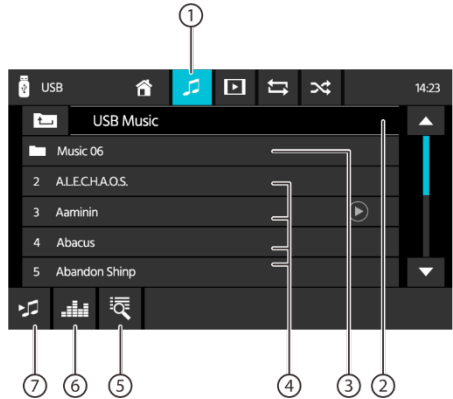 1
USB 14:23
USB Music
Music 06
2 A.L.E.C.H.A.O.S.
3 Aaminin
4 Abacus
5 Abandon Shinp
7 6 5 4 3 2